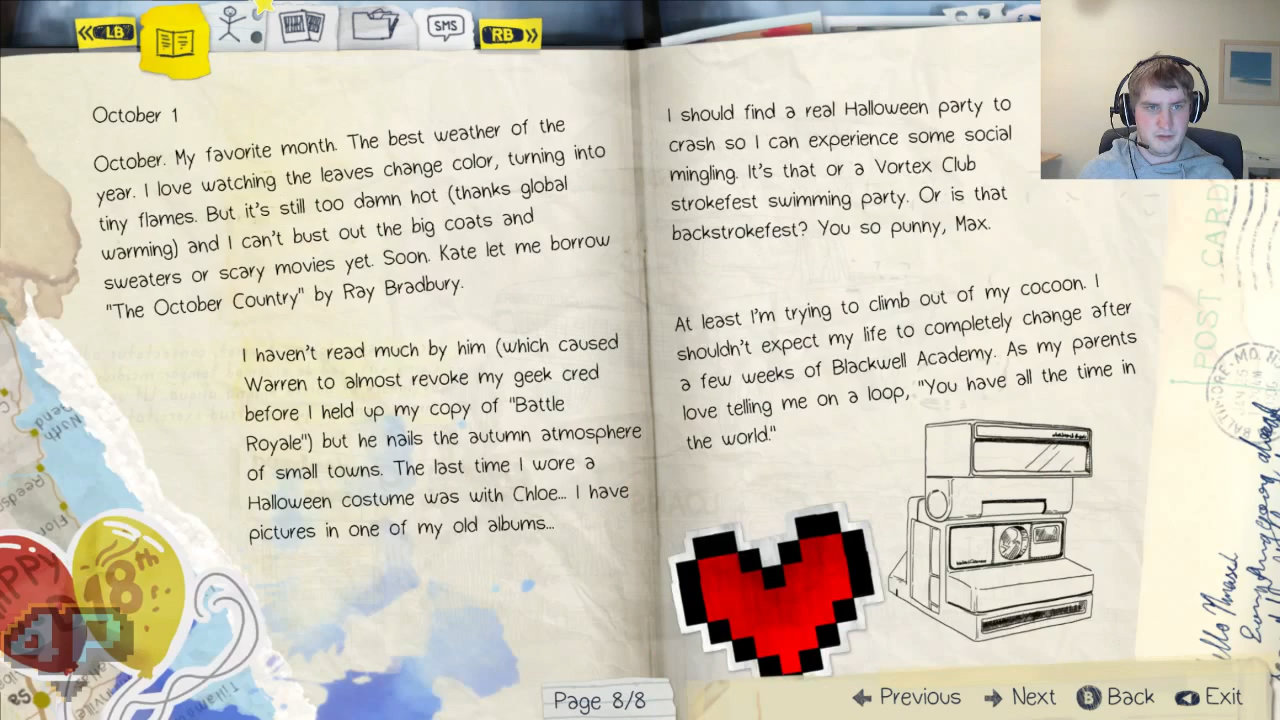 LB
SMS
RB
October 1
October. My favorite month. The best weather of the
year. I love watching the leaves change color, turning into
tiny flames. But it's still too damn hot (thanks global
warming) and I can't bust out the big coats and
sweaters or scary movies yet. Soon. Kate let me borrow
"The October Country" by Ray Bradbury.
I haven't read much by him (which caused
Warren to almost revoke my geek cred
before I held up my copy of "Battle
Royale") but he nails the autumn atmosphere
of small towns. The last time I wore a
Halloween costume was with Chloe... I have
pictures in one of my old albums...
I should find a real Halloween party to
crash so I can experience some social
mingling. It's that or a Vortex Club
strokefest swimming party. Or is that
backstrokefest? You so punny, Max.
At least I'm trying to climb out of my cocoon. I
shouldn't expect my life to completely change after
a few weeks of Blackwell Academy. As my parents
love telling me on a loop, "You have all the time in
the world."
POST CARD
18th
Page 8/8
Previous
Next
B Back
Exit